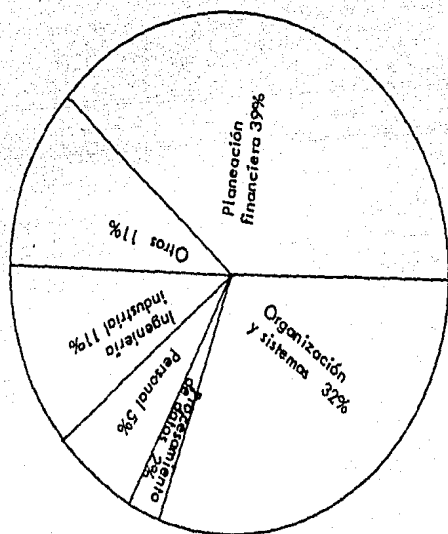 Planeación
financiera 39%
Organización
y sistemas 32%
Procesamiento
de datos 2%
Personal 5%
Ingeniería
industrial 11%
Otros 11%